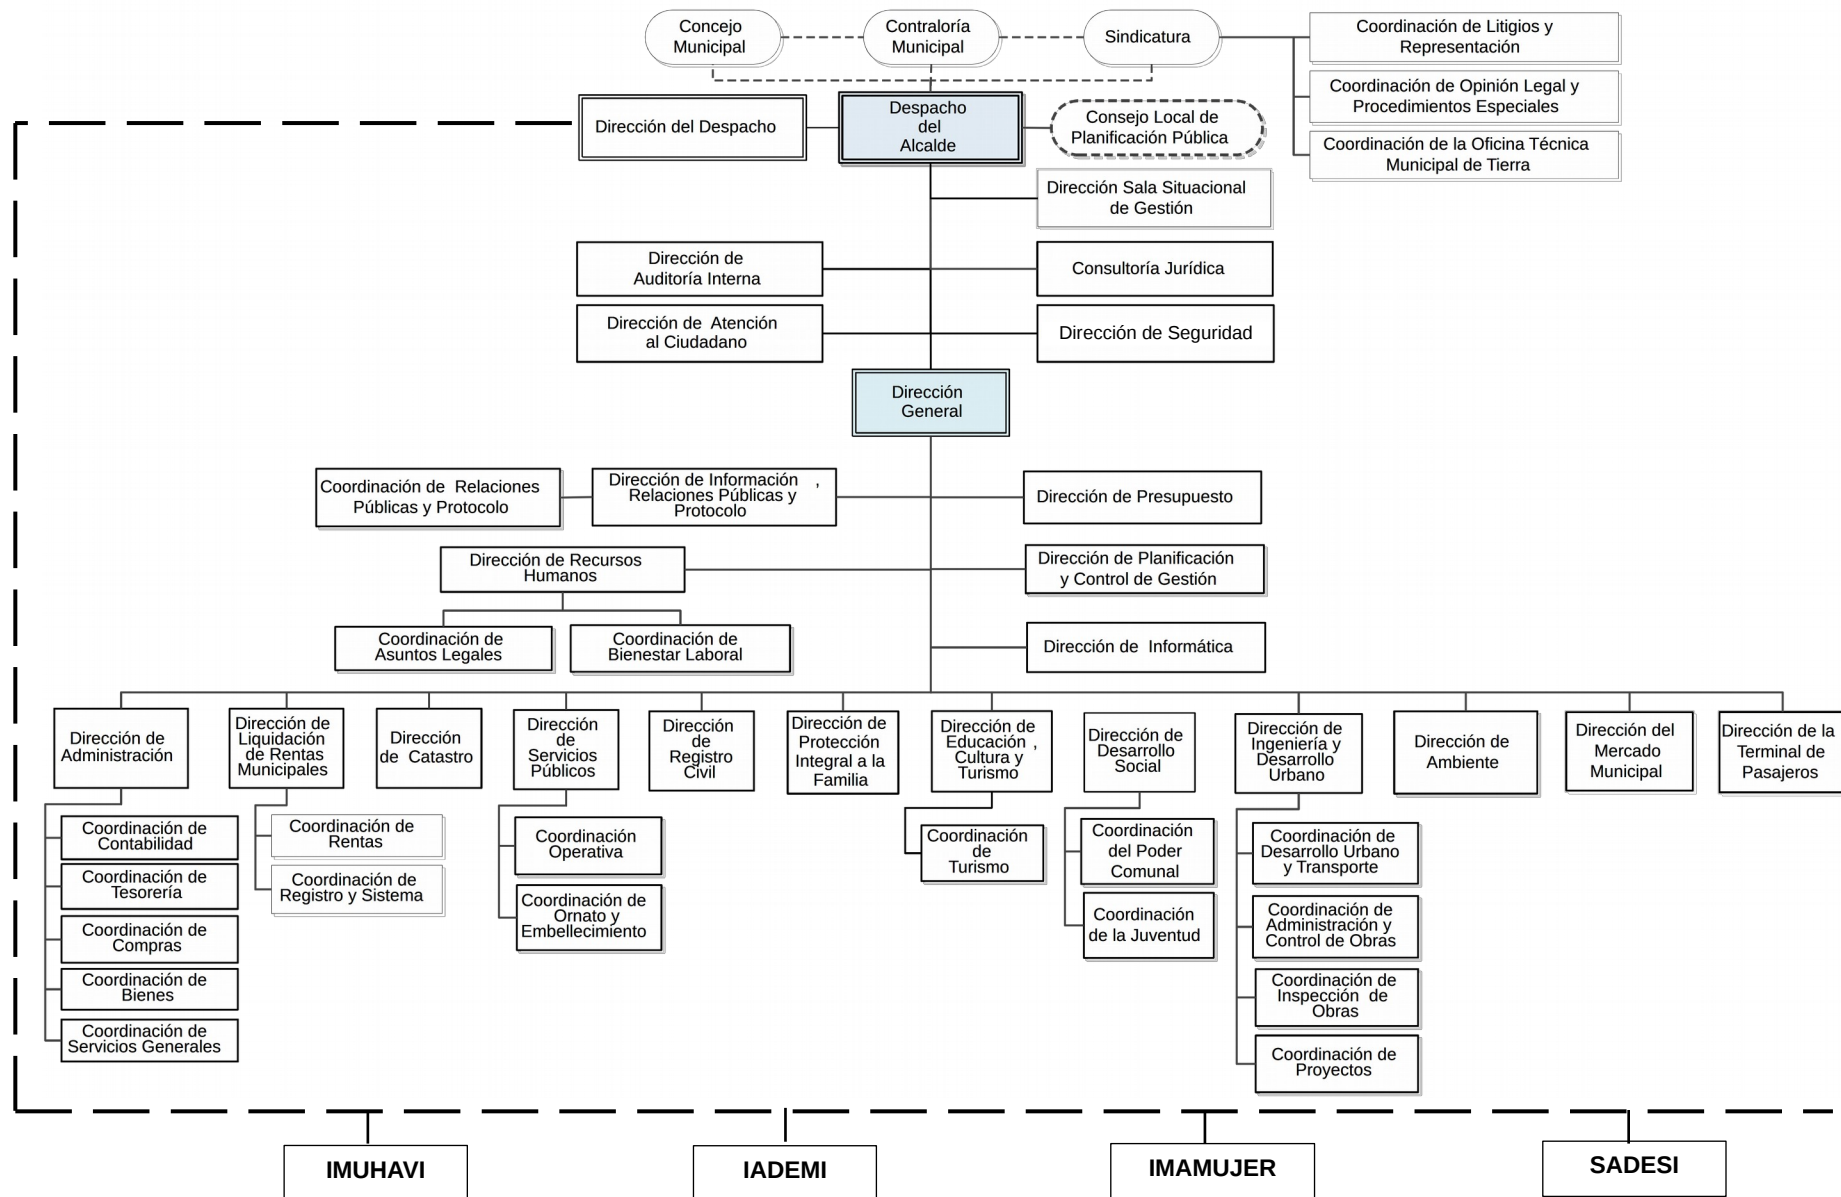 Concejo
Municipal
Contraloría
Municipal
Sindicatura
Coordinación de Litigios y
Representación
Coordinación de Opinión Legal y
Procedimientos Especiales
Coordinación de la Oficina Técnica
Municipal de Tierra
Dirección del Despacho
Despacho
del
Alcalde
Consejo Local de
Planificación Pública
Dirección Sala Situacional
de Gestión
Dirección de
Auditoría Interna
Consultoría Jurídica
Dirección de Atención
al Ciudadano
Dirección de Seguridad
Dirección
General
Coordinación de Relaciones
Públicas y Protocolo
Dirección de Información ,
Relaciones Públicas y
Protocolo
Dirección de Presupuesto
Dirección de Recursos
Humanos
Dirección de Planificación
y Control de Gestión
Coordinación de
Asuntos Legales
Coordinación de
Bienestar Laboral
Dirección de Informática
Dirección de
Administración
Dirección de
Liquidación
de Rentas
Municipales
Dirección
de Catastro
Dirección
de
Servicios
Públicos
Dirección
de
Registro
Civil
Dirección de
Protección
Integral a la
Familia
Dirección de
Educación ,
Cultura y
Turismo
Dirección de
Desarrollo
Social
Dirección de
Ingeniería y
Desarrollo
Urbano
Dirección de
Ambiente
Dirección del
Mercado
Municipal
Dirección de la
Terminal de
Pasajeros
Coordinación de
Contabilidad
Coordinación de
Tesorería
Coordinación de
Compras
Coordinación de
Bienes
Coordinación de
Servicios Generales
Coordinación de
Rentas
Coordinación de
Registro y Sistema
Coordinación
Operativa
Coordinación de
Ornato y
Embellecimiento
Coordinación
de
Turismo
Coordinación
del Poder
Comunal
Coordinación
de la Juventud
Coordinación de
Desarrollo Urbano
y Transporte
Coordinación de
Administración y
Control de Obras
Coordinación de
Inspección de
Obras
Coordinación de
Proyectos
IMUHAVI
IADEMI
IMAMUJER
SADESI